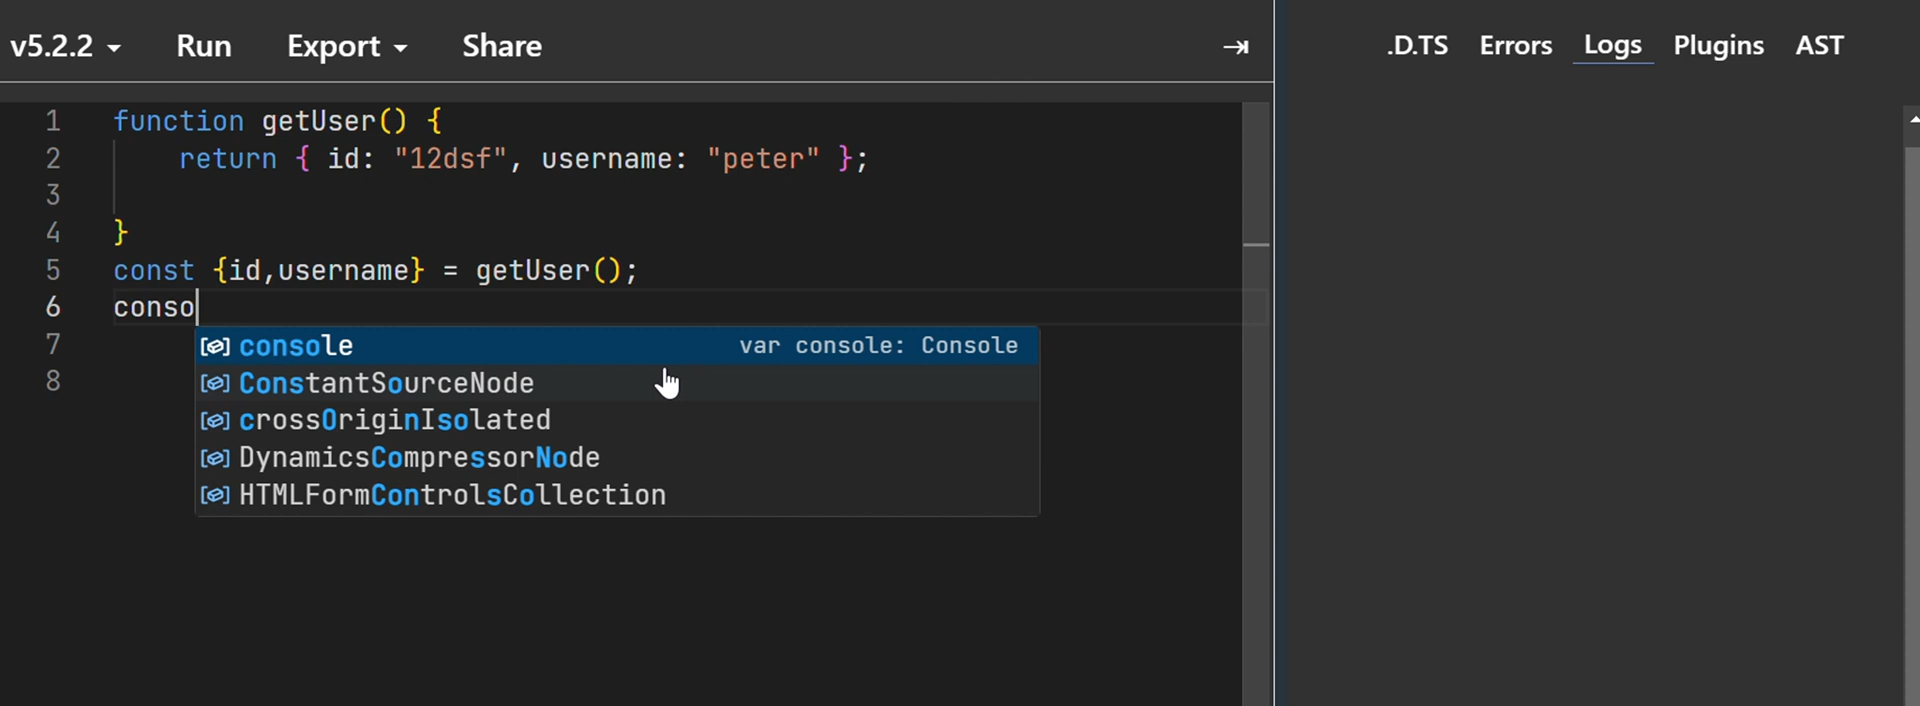 v5.2.2 Run Export Share .D.TS Errors Logs Plugins AST
1 function getUser() {
2 return { id: "12dsf", username: "peter" };
3
4 }
5 const {id,username} = getUser();
6 conso
7 console var console: Console
8 ConstantSourceNode
crossOriginIsolated
DynamicsCompressorNode
HTMLFormControlsCollection